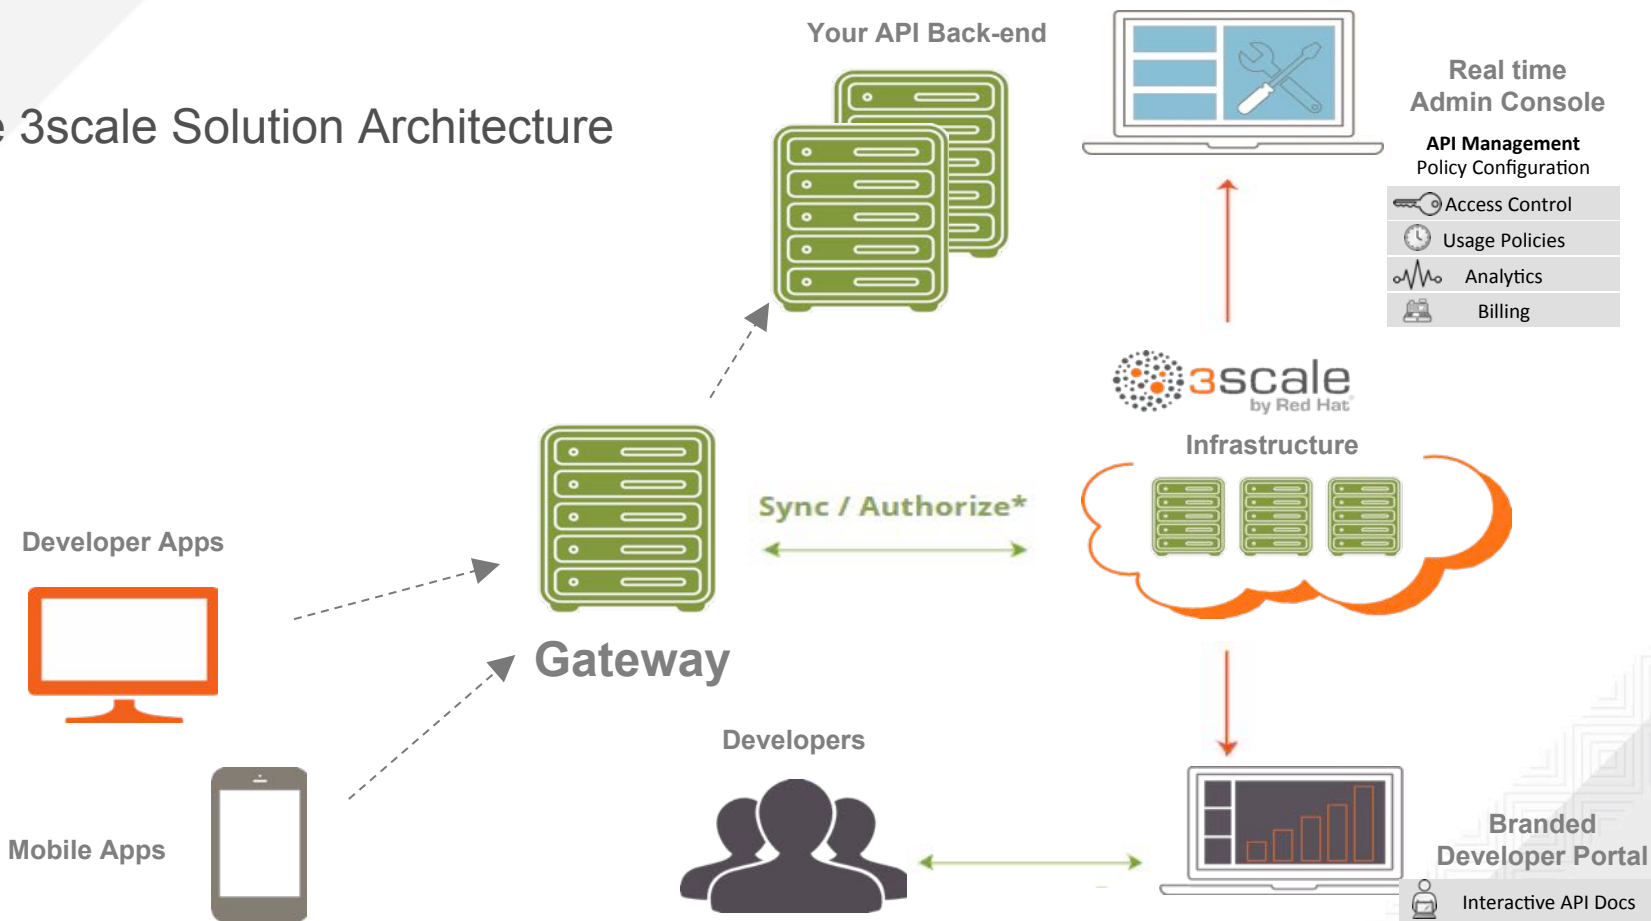 Your API Back-end
e 3scale Solution Architecture
Real time
Admin Console
API Management
Policy Configuration
Access Control
Usage Policies
Analytics
Billing
3scale
by Red Hat
Infrastructure
Sync / Authorize*
Developer Apps
Gateway
Mobile Apps
Developers
Branded
Developer Portal
Interactive API Docs